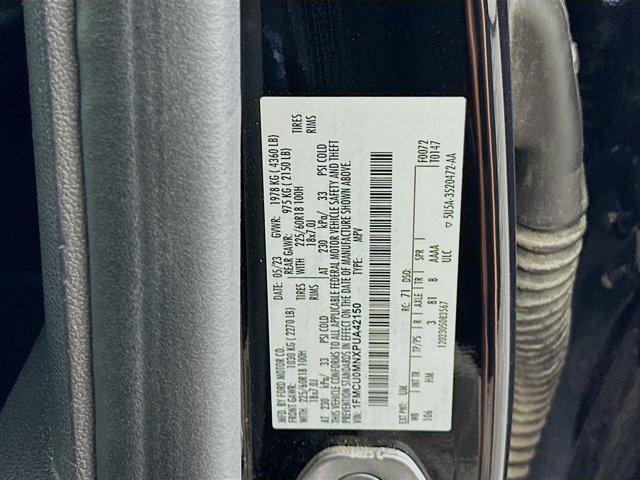 MFD. BY FORD MOTOR CO.
DATE: 05/23 GVWR: 1978 KG ( 4360 LB)
FRONT GAWR: 1030 KG ( 2270 LB) REAR GAWR: 975 KG ( 2150 LB)
WITH 225/60R18 100H TIRES WITH 225/60R18 100H TIRES
18x7.0J RIMS 18x7.0J RIMS
AT 230 kPa/ 33 PSI COLD AT 230 kPa/ 33 PSI COLD
THIS VEHICLE CONFORMS TO ALL APPLICABLE FEDERAL MOTOR VEHICLE SAFETY AND THEFT
PREVENTION STANDARDS IN EFFECT ON THE DATE OF MANUFACTURE SHOWN ABOVE.
VIN: 1FMCU0MNXPUA42150 TYPE: MPV
F0072
T0147
EXT PNT: UM RC: 71 DSO:
WB INT TR TP/PS R AXLE TR SPR
106 HM 3 B1 8 AAAA
ULC
12023050B3567 ▽ 5U5A-3520472-AA